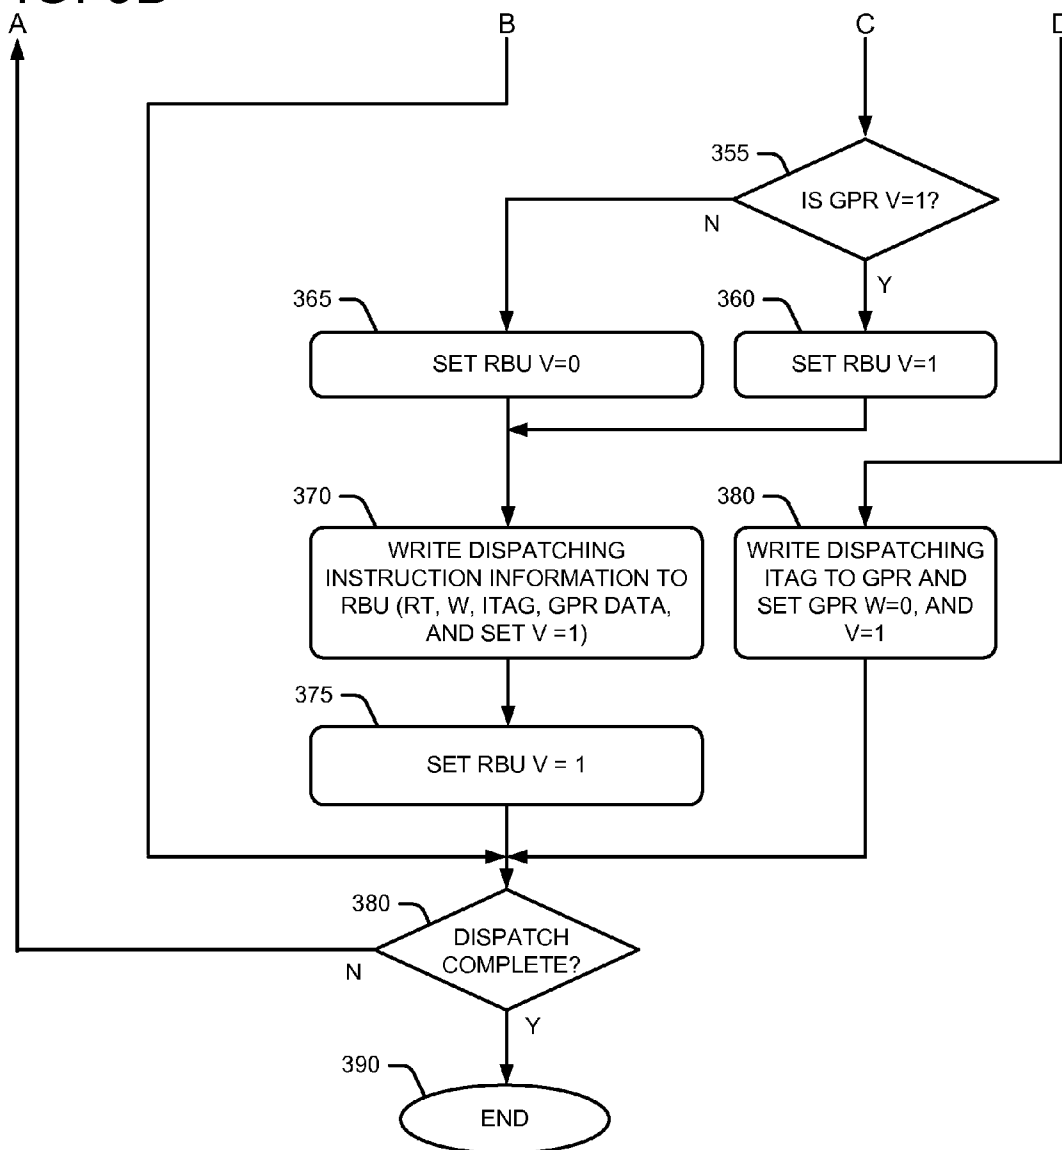 A
B
C
D
355
IS GPR V=1?
N
Y
365
360
SET RBU V=0
SET RBU V=1
370
380
WRITE DISPATCHING
INSTRUCTION INFORMATION TO
RBU (RT, W, ITAG, GPR DATA,
AND SET V =1)
WRITE DISPATCHING
ITAG TO GPR AND
SET GPR W=0, AND
V=1
375
SET RBU V = 1
380
DISPATCH
COMPLETE?
N
Y
390
END